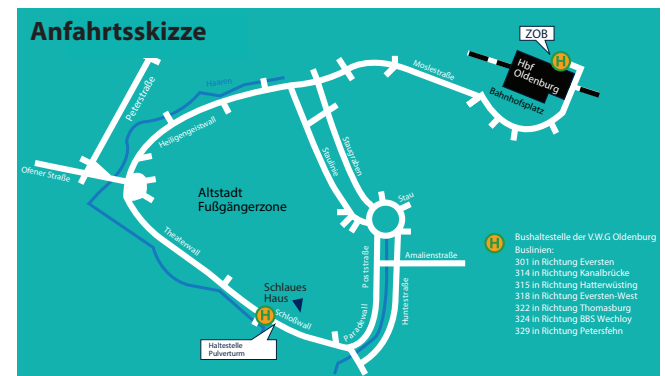 Anfahrtsskizze
ZOB
H
Hbf
Oldenburg
Bahnhofsplatz
Moslestraße
Haaren
Peterstraße
Heiligengeistwall
Staulinie
Staugraben
Ofener Straße
Altstadt
Fußgängerzone
Stau
Theaterwall
Poststraße
Amalienstraße
Schlaues
Haus
H
Schloßwall
Paradewall
Huntestraße
Haltestelle
Pulverturm
H
Bushaltestelle der V.W.G Oldenburg
Buslinien:
301 in Richtung Eversten
314 in Richtung Kanalbrücke
315 in Richtung Hatterwüsting
318 in Richtung Eversten-West
322 in Richtung Thomasburg
324 in Richtung BBS Wechloy
329 in Richtung Petersfehn